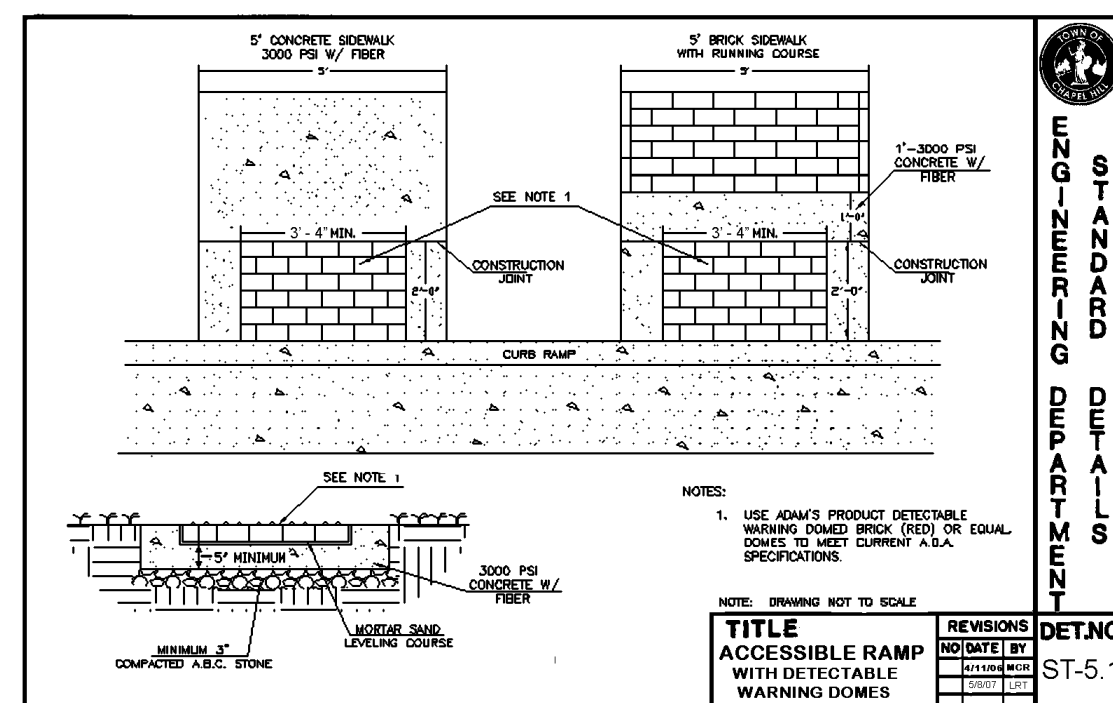 5' CONCRETE SIDEWALK
3000 PSI W/ FIBER
5'
5' BRICK SIDEWALK
WITH RUNNING COURSE
5'
1'-3000 PSI
CONCRETE W/
FIBER
SEE NOTE 1
1'-0"
3' - 4" MIN.
3' - 4" MIN.
CONSTRUCTION
JOINT
CONSTRUCTION
JOINT
2'-0"
2'-0"
CURB RAMP
SEE NOTE 1
5" MINIMUM
3000 PSI
CONCRETE W/
FIBER
MORTAR SAND
LEVELING COURSE
MINIMUM 3"
COMPACTED A.B.C. STONE
NOTES:
1. USE ADAM'S PRODUCT DETECTABLE
WARNING DOMED BRICK (RED) OR EQUAL
DOMES TO MEET CURRENT A.D.A.
SPECIFICATIONS.
NOTE: DRAWING NOT TO SCALE
TITLE
ACCESSIBLE RAMP
WITH DETECTABLE
WARNING DOMES
REVISIONS
NO DATE BY
4/11/06 MCR
5/8/07 LRT
DET.NO
ST-5.1
TOWN OF
CHAPEL HILL
ENGINEERING DEPARTMENT
STANDARD DETAILS